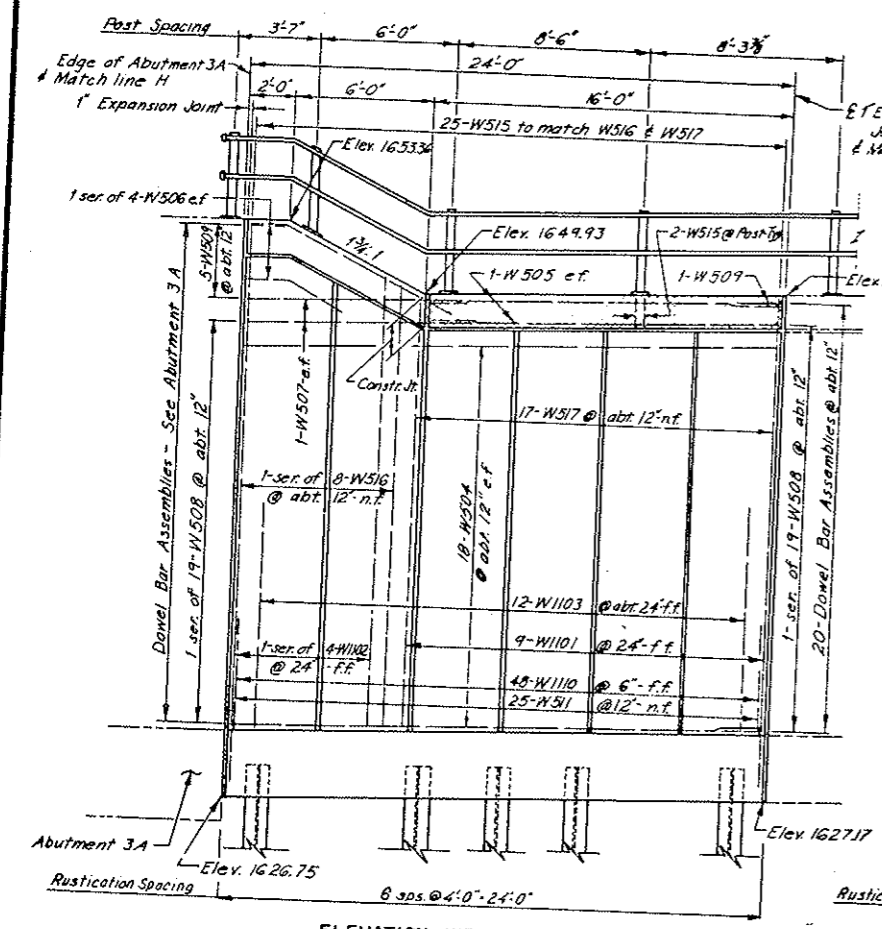 Post Spacing
3'-7"
6'-0"
8'-6"
8'-3⅞"
Edge of Abutment 3A
& Match line H
24'-0"
2'-0"
6'-0"
16'-0"
1" Expansion Joint
25-W515 to match W516 & W517
Elev. 1653.36
1 ser. of 4-W506 e.f.
5-W509
@ abt. 12"
1¾:1
Elev. 1649.93
2-W515 @ Post-Typ.
1-W505 e.f.
1-W509
Elev
Constr. Jt.
1-W507-e.f.
17-W517 @ abt. 12"-n.f.
Dowel Bar Assemblies - See Abutment 3A
1 ser. of 19-W508 @ abt. 12"
1-ser. of 8-W516
@ abt. 12"-n.f.
18-W504
@ abt. 12" e.f.
1-ser. of 19-W508 @ abt. 12"
20-Dowel Bar Assemblies @ abt. 12"
12-W1103 @ abt. 24" f.f.
1-ser. of 4-W1102
@ 24"-f.f.
9-W1101 @ 24"-f.f.
48-W1110 @ 6"-f.f.
25-W511 @ 12"-n.f.
Abutment 3A
Elev. 1626.75
Elev. 1627.17
Rustication Spacing
6 sps. @ 4'-0" - 24'-0"
Rustic